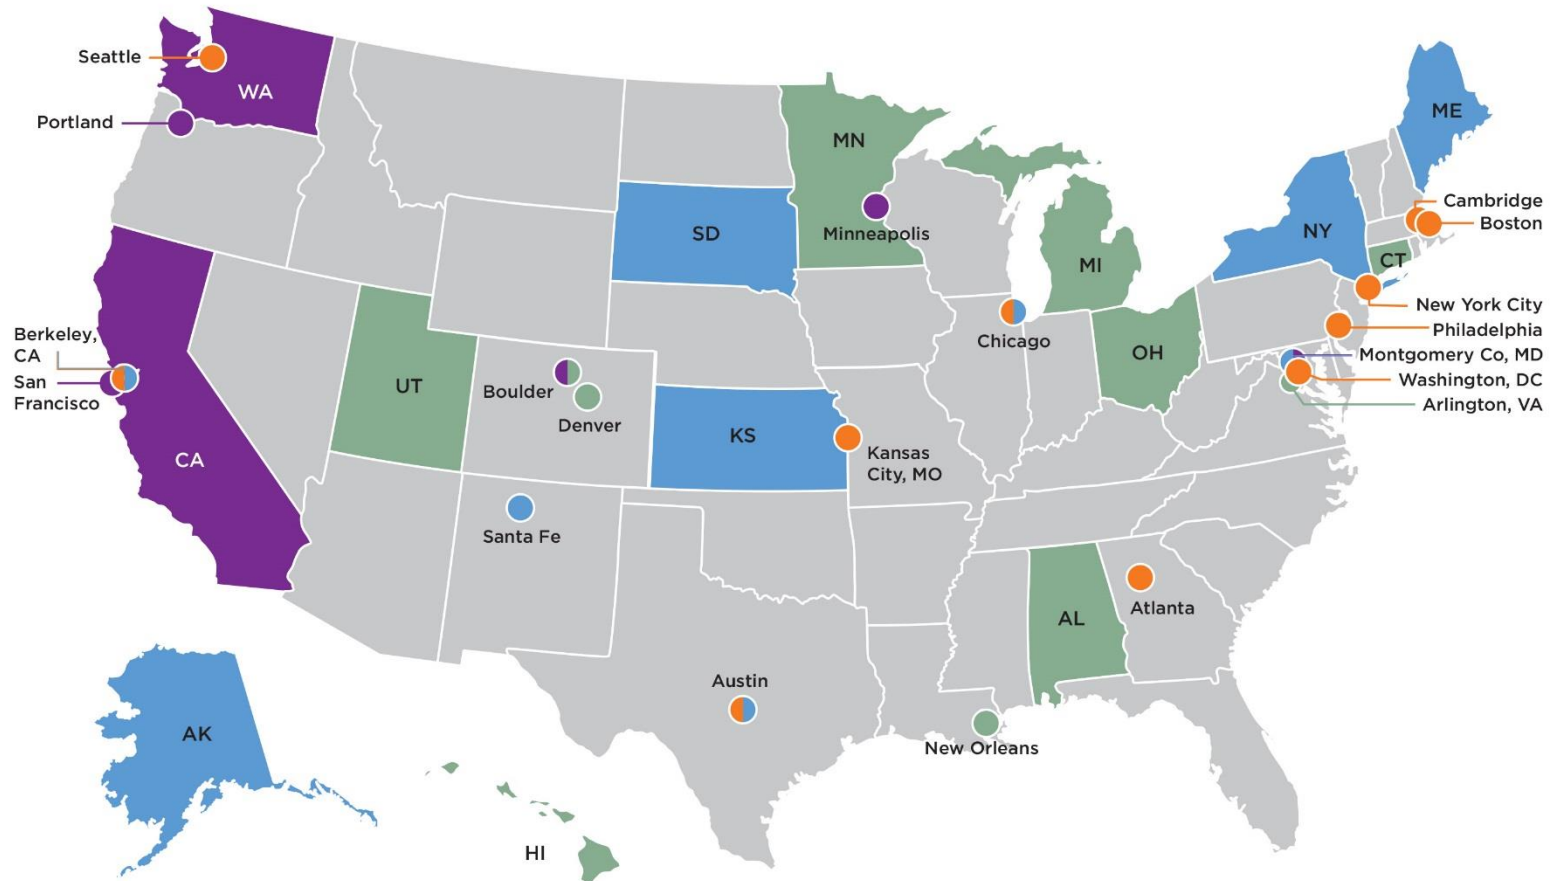 Seattle
WA
Portland
MN
ME
Minneapolis
SD
Cambridge
Boston
NY
CT
MI
New York City
Philadelphia
Chicago
OH
Montgomery Co, MD
Washington, DC
Arlington, VA
Berkeley,
CA
San
Francisco
UT
Boulder
Denver
KS
Kansas
City, MO
CA
Santa Fe
Atlanta
AL
Austin
New Orleans
AK
HI